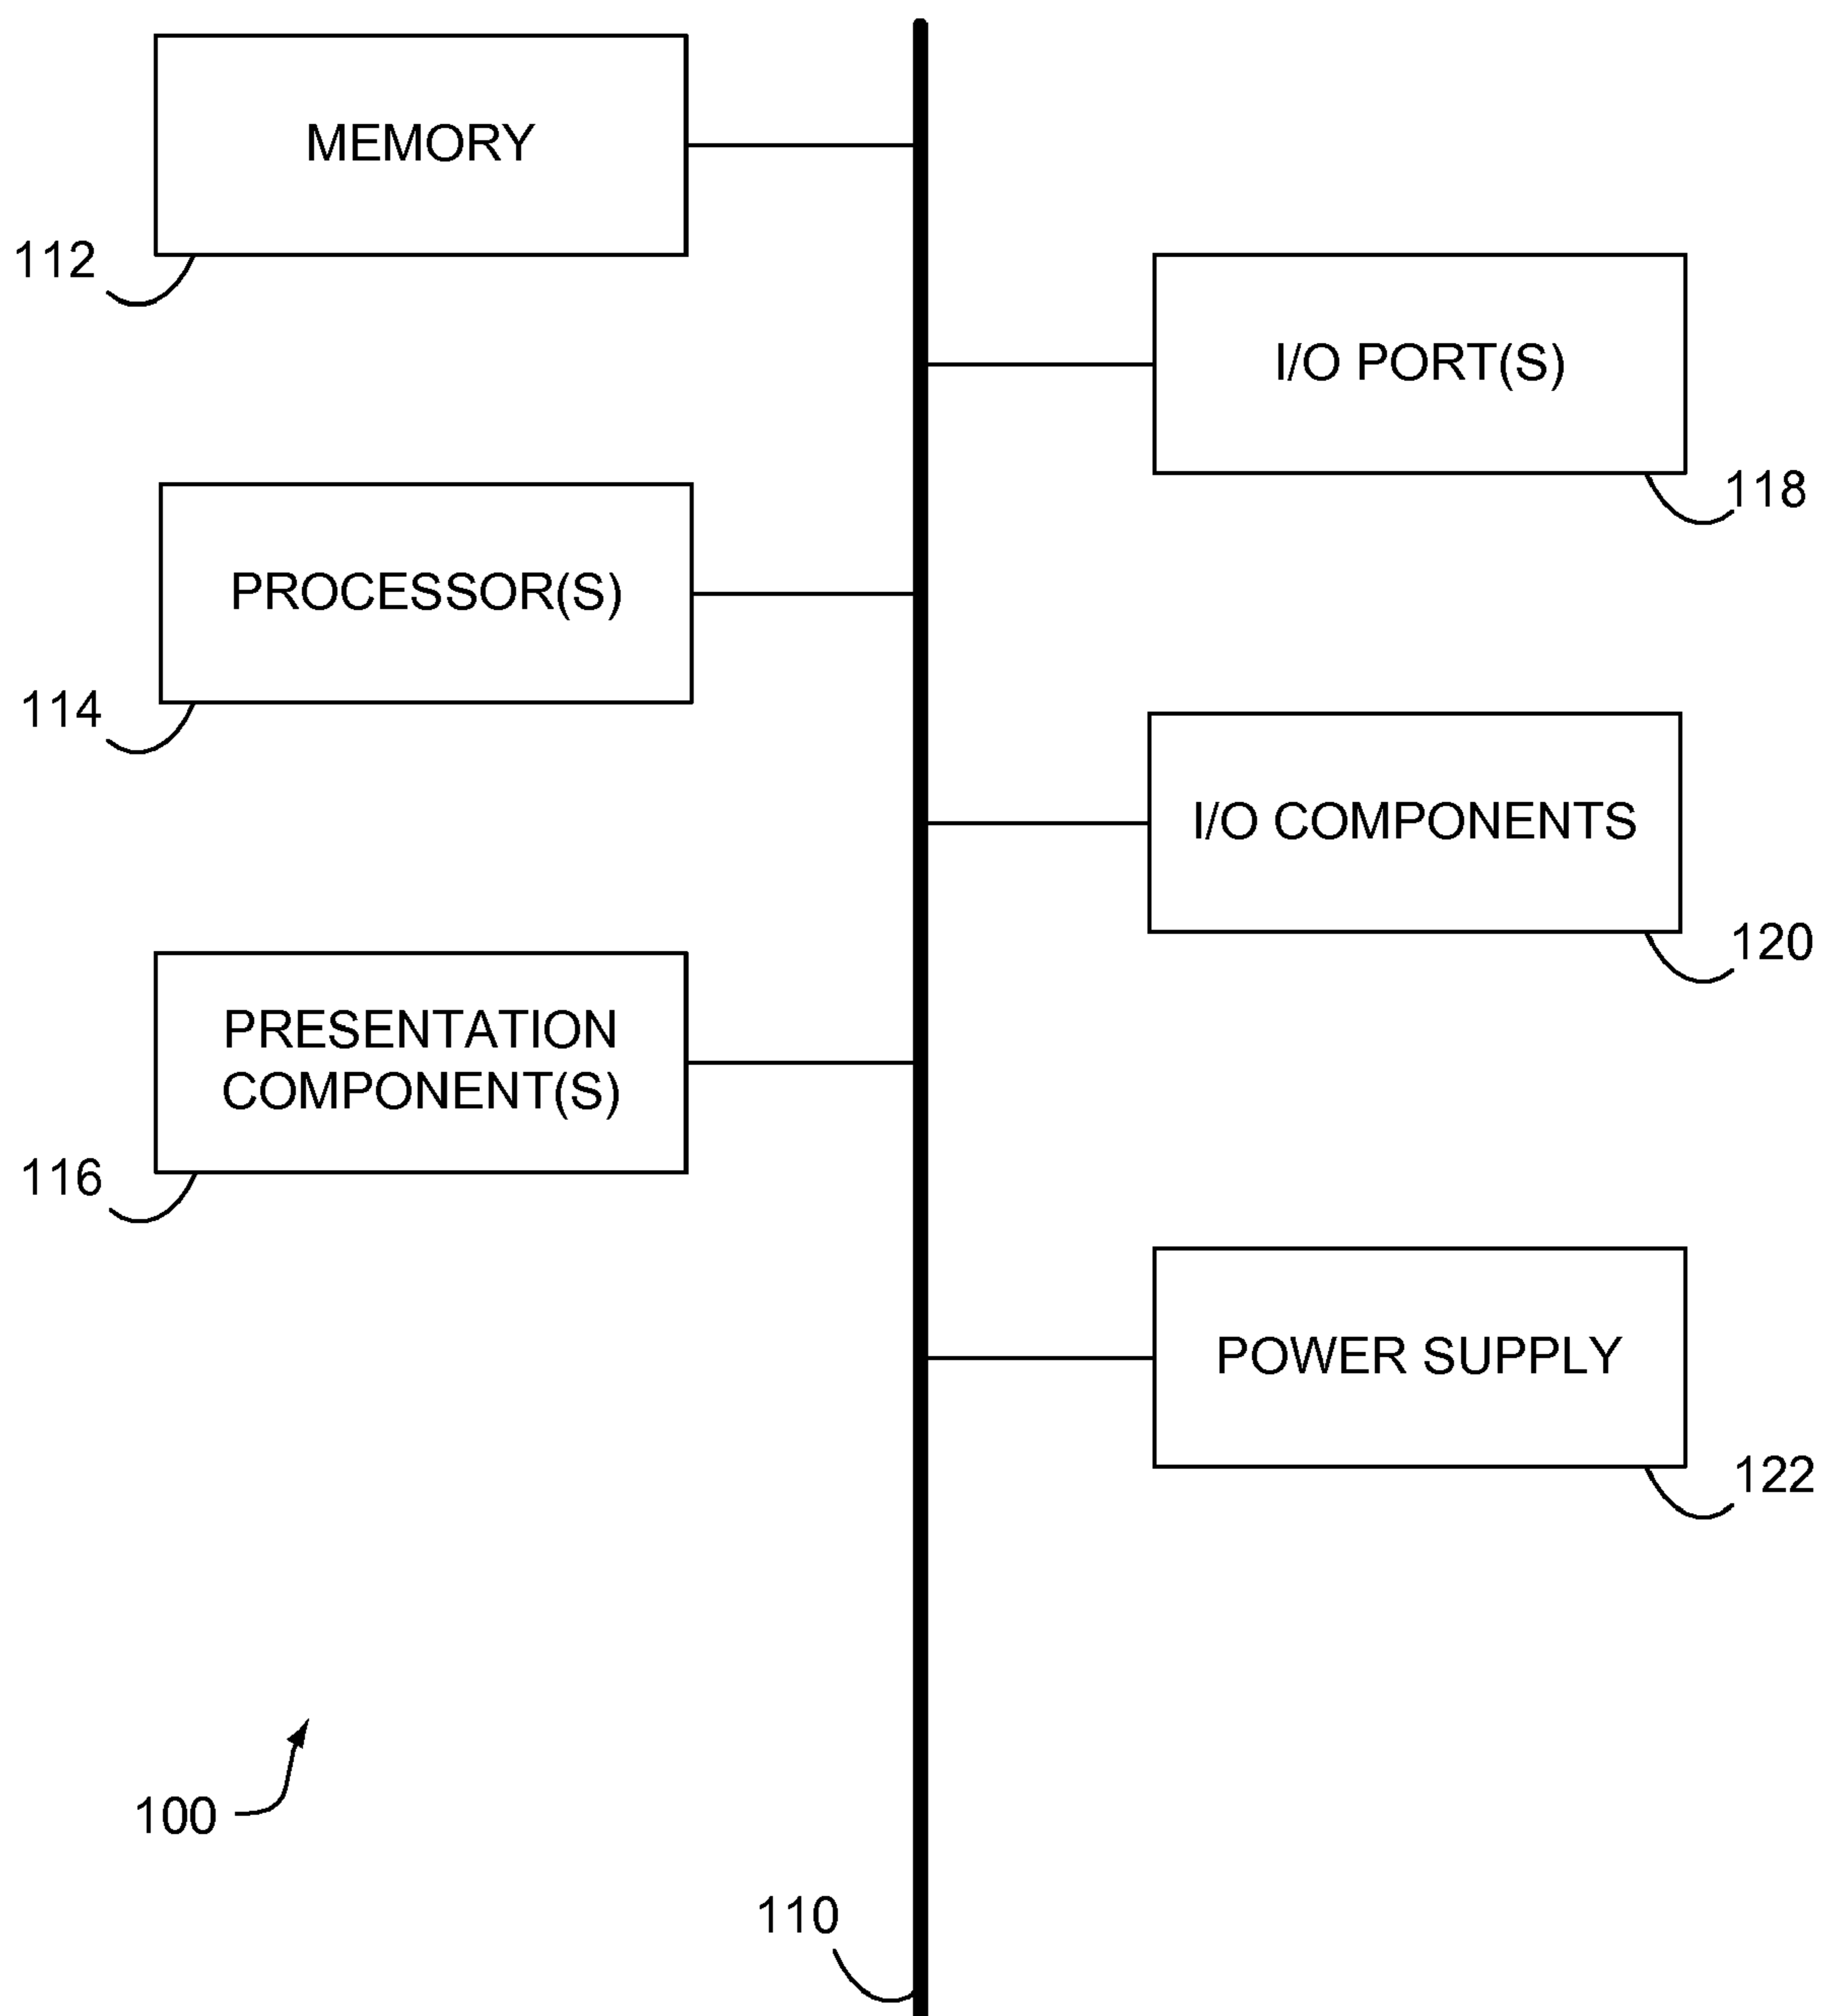 MEMORY
112
I/O PORT(S)
118
PROCESSOR(S)
114
I/O COMPONENTS
120
PRESENTATION
COMPONENT(S)
116
POWER SUPPLY
122
100
110